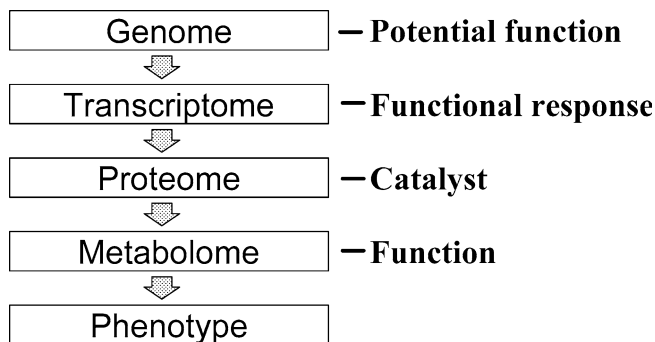 Genome – Potential function
Transcriptome – Functional response
Proteome – Catalyst
Metabolome – Function
Phenotype